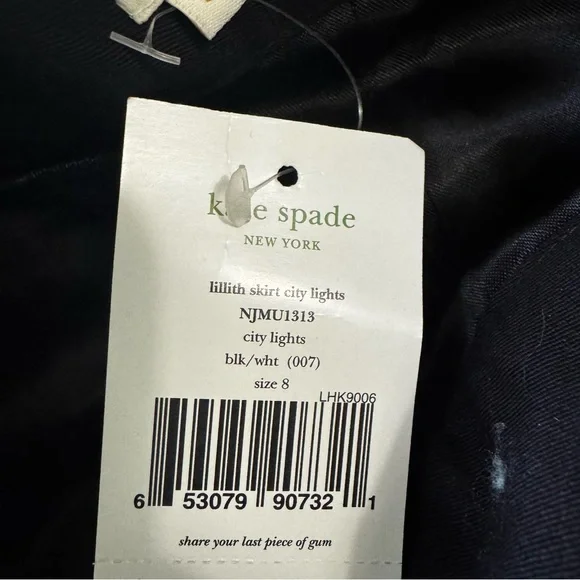 kate spade
NEW YORK
lillith skirt city lights
NJMU1313
city lights
blk/wht (007)
size 8
LHK9006
6 53079 90732 1
share your last piece of gum